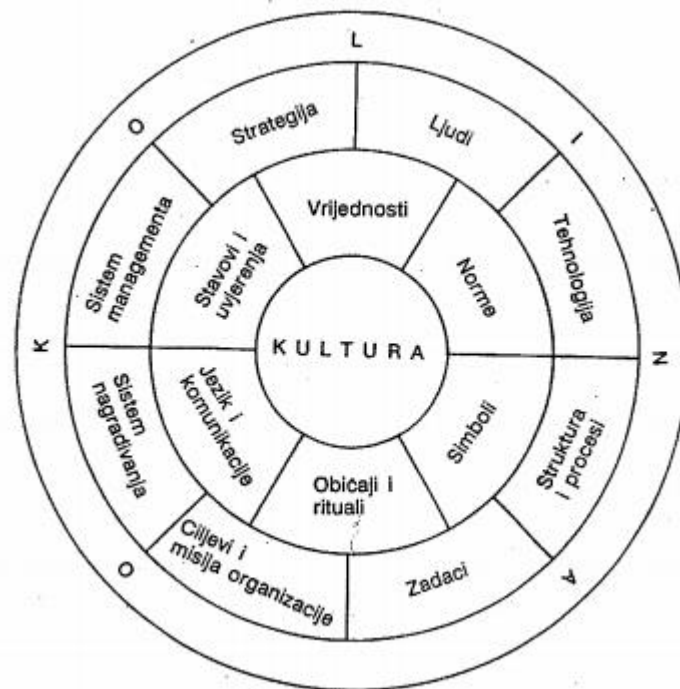 O K O L I N A
Strategija
Ljudi
Tehnologija
Struktura
i procesi
Zadaci
Ciljevi i
misija organizacije
Sistem
nagrađivanja
Sistem
managementa
Vrijednosti
Norme
Simboli
Običaji i
rituali
Jezik i
komunikacije
Stavovi i
uvjerenja
KULTURA